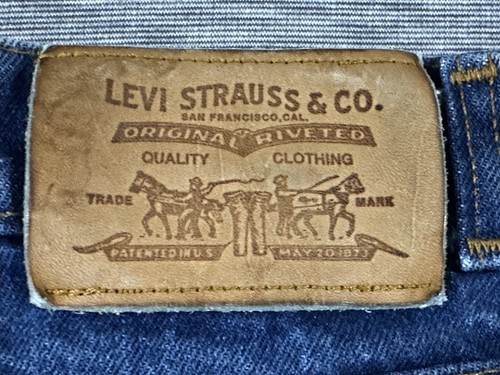 LEVI STRAUSS & CO.
SAN FRANCISCO, CAL.
ORIGINAL RIVETED
QUALITY CLOTHING
TRADE MARK
PATENTED IN U.S. MAY 20 1873